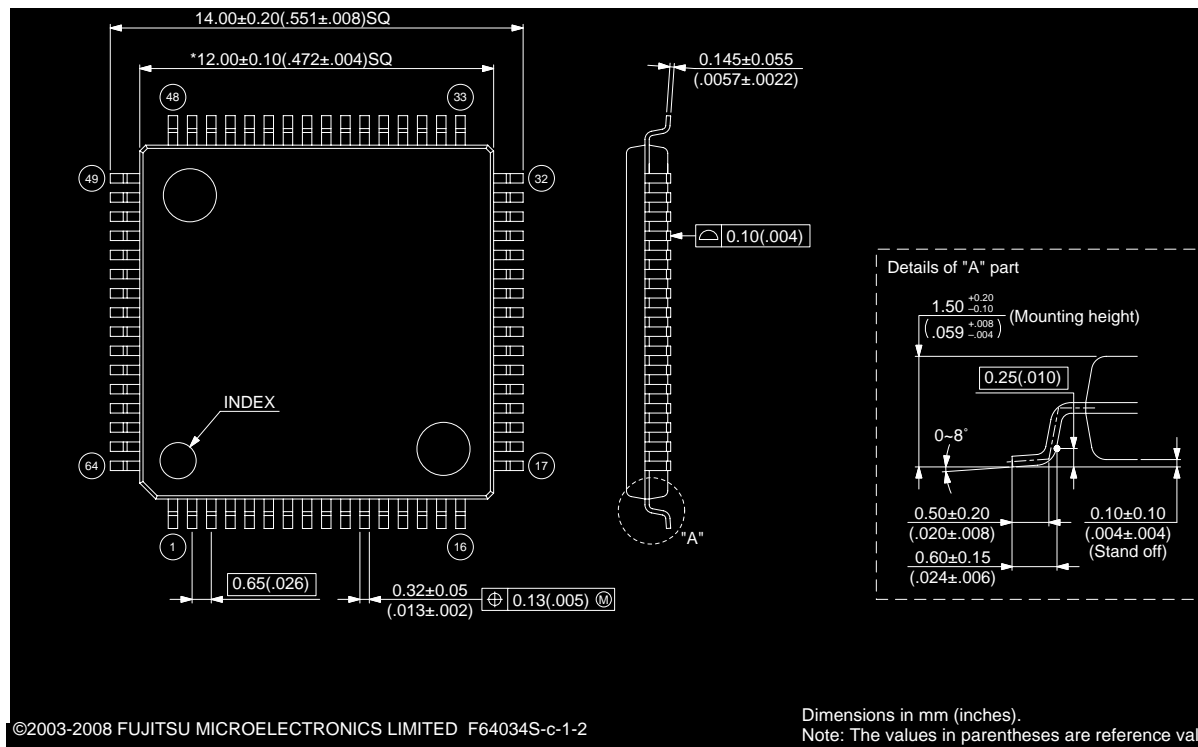 14.00±0.20(.551±.008)SQ
*12.00±0.10(.472±.004)SQ
0.145±0.055
(.0057±.0022)
48
33
49
32
0.10(.004)
INDEX
64
17
1
16
"A"
0.65(.026)
0.32±0.05
(.013±.002)
0.13(.005) Ⓜ
Details of "A" part
1.50 +0.20 –0.10 (Mounting height)
(.059 +.008 –.004)
0.25(.010)
0~8°
0.50±0.20
(.020±.008)
0.60±0.15
(.024±.006)
0.10±0.10
(.004±.004)
(Stand off)
©2003-2008 FUJITSU MICROELECTRONICS LIMITED F64034S-c-1-2
Dimensions in mm (inches).
Note: The values in parentheses are reference